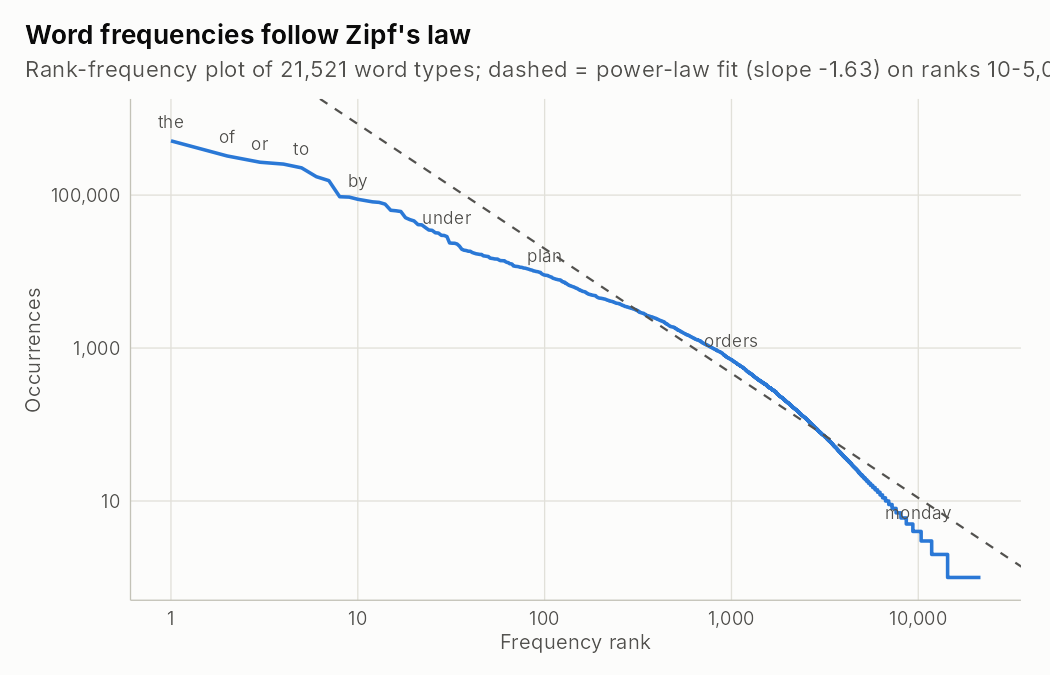 Word frequencies follow Zipf's law
Rank-frequency plot of 21,521 word types; dashed = power-law fit (slope -1.63) on ranks 10-5,0
the
of
or
to
by
under
plan
orders
monday
100,000
1,000
10
Occurrences
1
10
100
1,000
10,000
Frequency rank